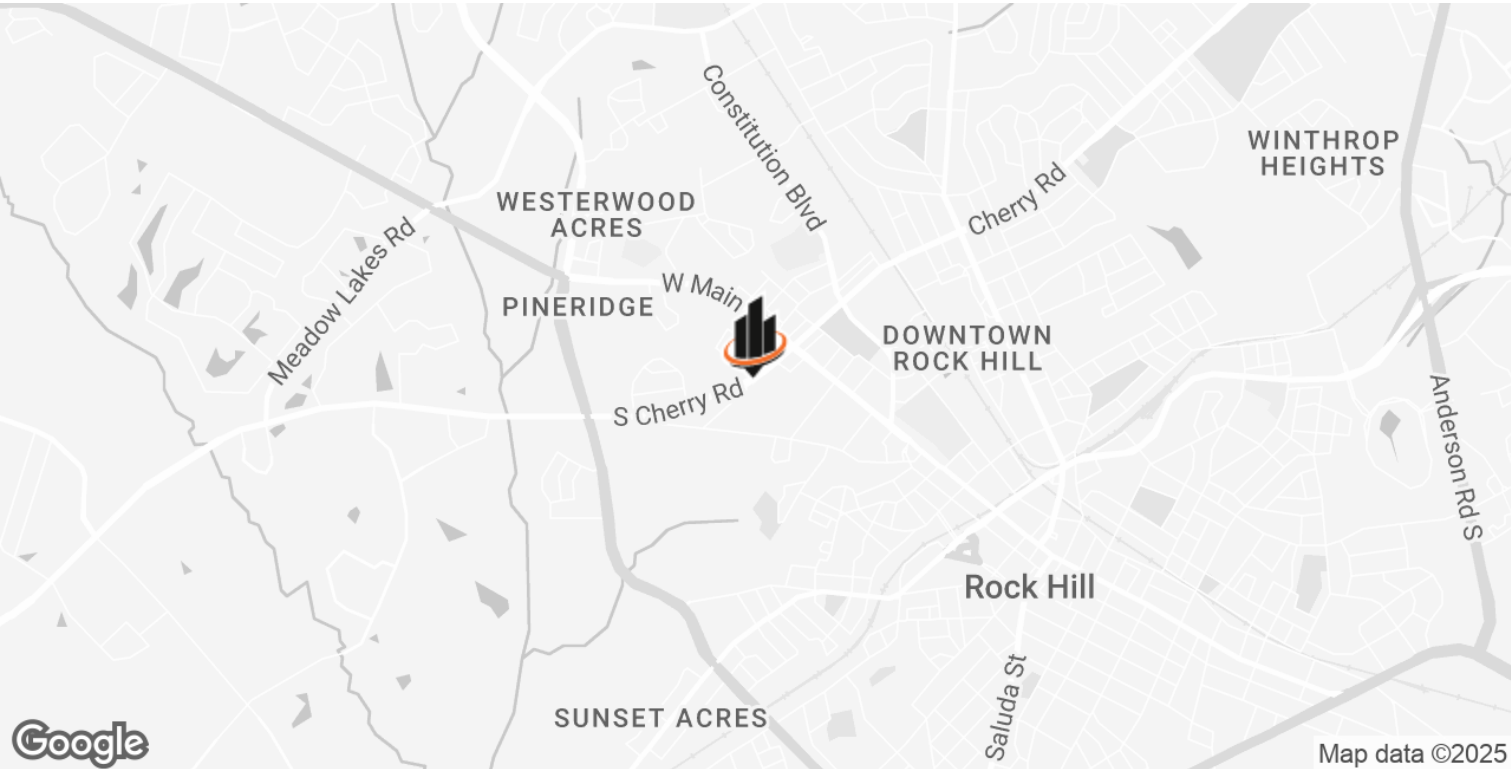 Constitution Blvd
WINTHROP
HEIGHTS
Cherry Rd
WESTERWOOD
ACRES
Meadow Lakes Rd
W Main
PINERIDGE
DOWNTOWN
ROCK HILL
S Cherry Rd
Anderson Rd S
Rock Hill
Saluda St
SUNSET ACRES
Google
Map data ©2025